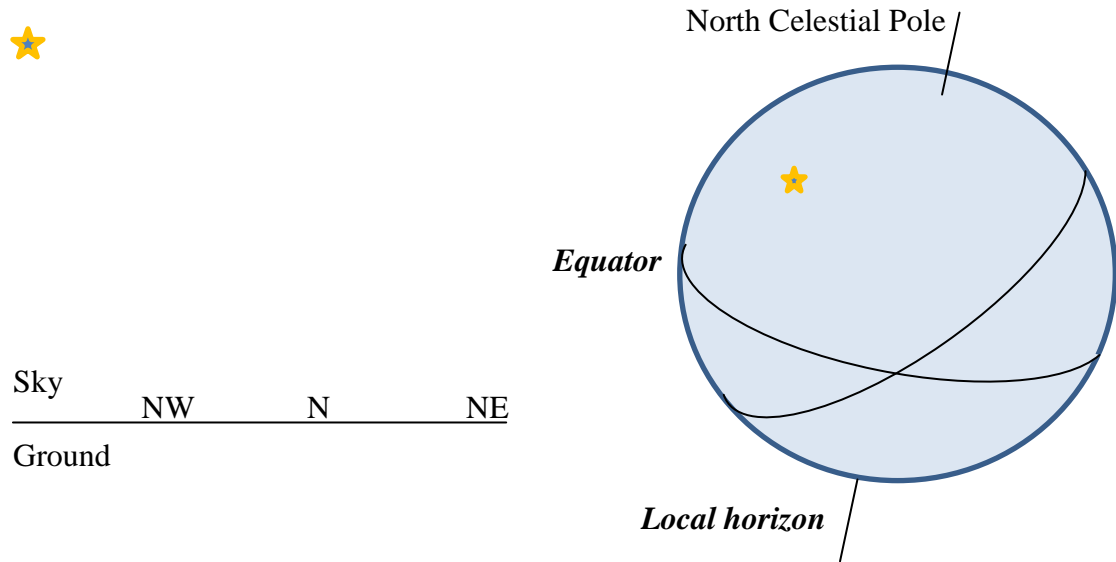 North Celestial Pole
Equator
Sky
NW N NE
Ground
Local horizon